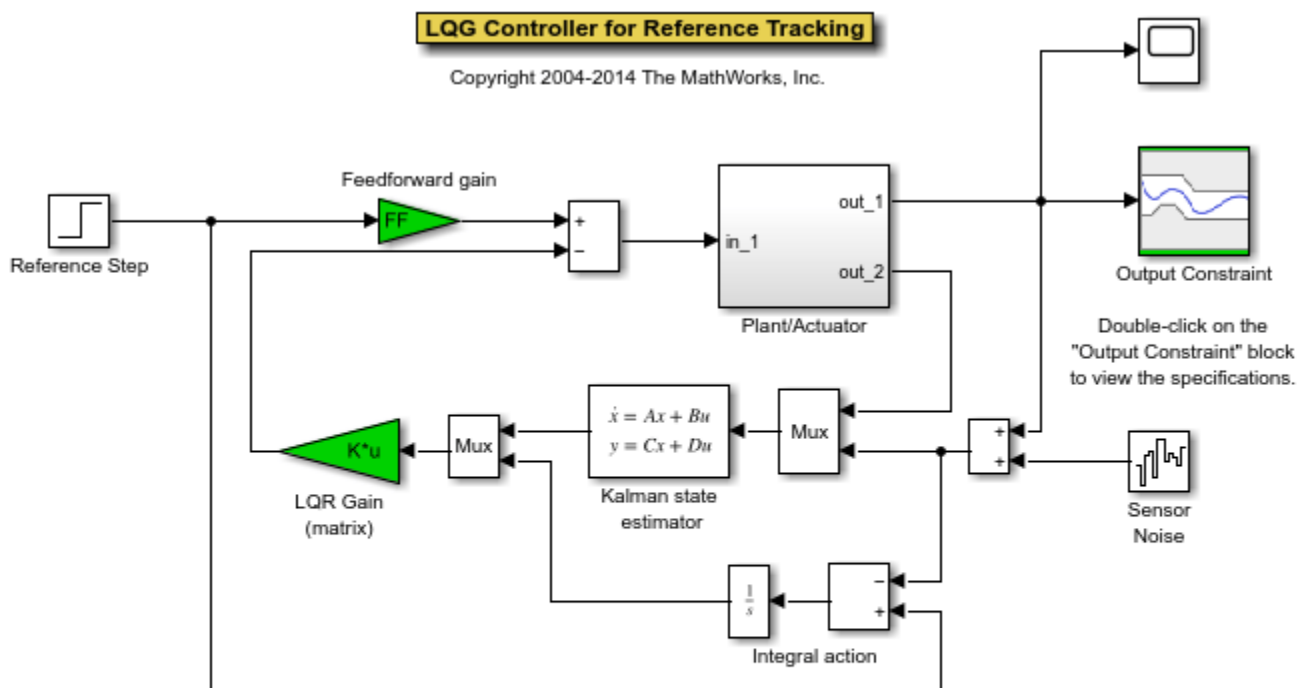 LQG Controller for Reference Tracking
Copyright 2004-2014 The MathWorks, Inc.
Feedforward gain
FF
+
−
Reference Step
in_1
out_1
out_2
Plant/Actuator
Output Constraint
Double-click on the
"Output Constraint" block
to view the specifications.
K*u
LQR Gain
(matrix)
Mux
ẋ = Ax + Bu
y = Cx + Du
Kalman state
estimator
Mux
+
+
Sensor
Noise
1
s
−
+
Integral action